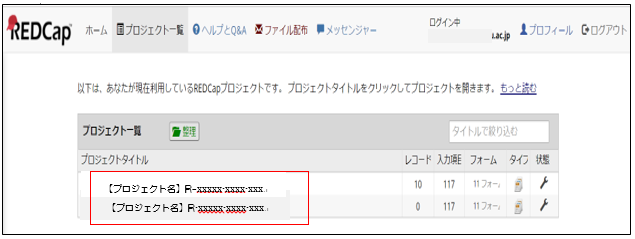 REDCap ホーム プロジェクト一覧 ヘルプとQ&A ファイル配布 メッセンジャー ログイン中 .ac.jp プロフィール ログアウト
以下は、あなたが現在利用しているREDCapプロジェクトです。プロジェクトタイトルをクリックしてプロジェクトを開きます。もっと読む
プロジェクト一覧 整理 タイトルで絞り込む
プロジェクトタイトル レコード 入力項目 フォーム タイプ 状態
【プロジェクト名】R-xxxxx-xxxx-xxx 10 117 11 フォーム
【プロジェクト名】R-xxxxx-xxxx-xxx 0 117 11 フォーム